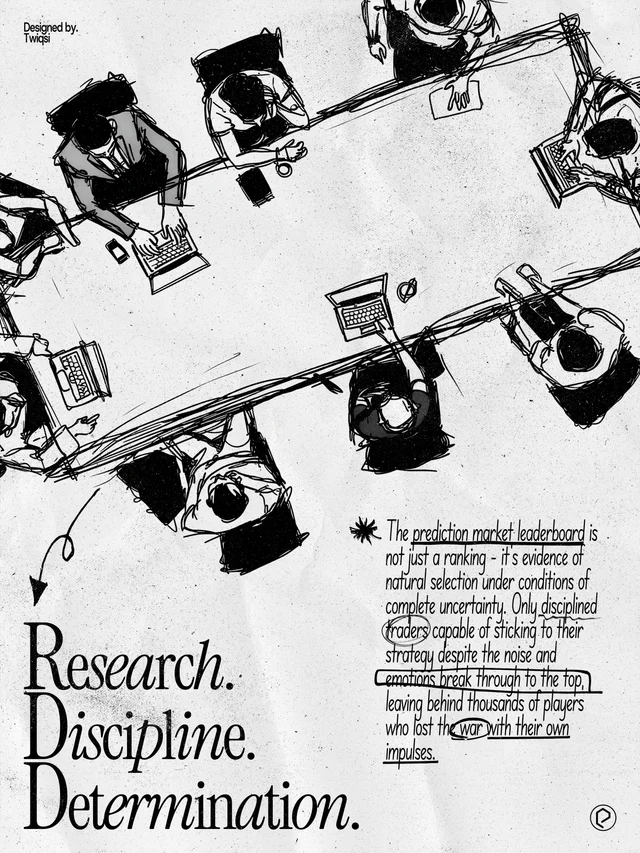 Designed by.
Twiqsi
The prediction market leaderboard is
not just a ranking - it's evidence of
natural selection under conditions of
complete uncertainty. Only disciplined
traders capable of sticking to their
strategy despite the noise and
emotions break through to the top,
leaving behind thousands of players
who lost the war with their own
impulses.
Research.
Discipline.
Determination.